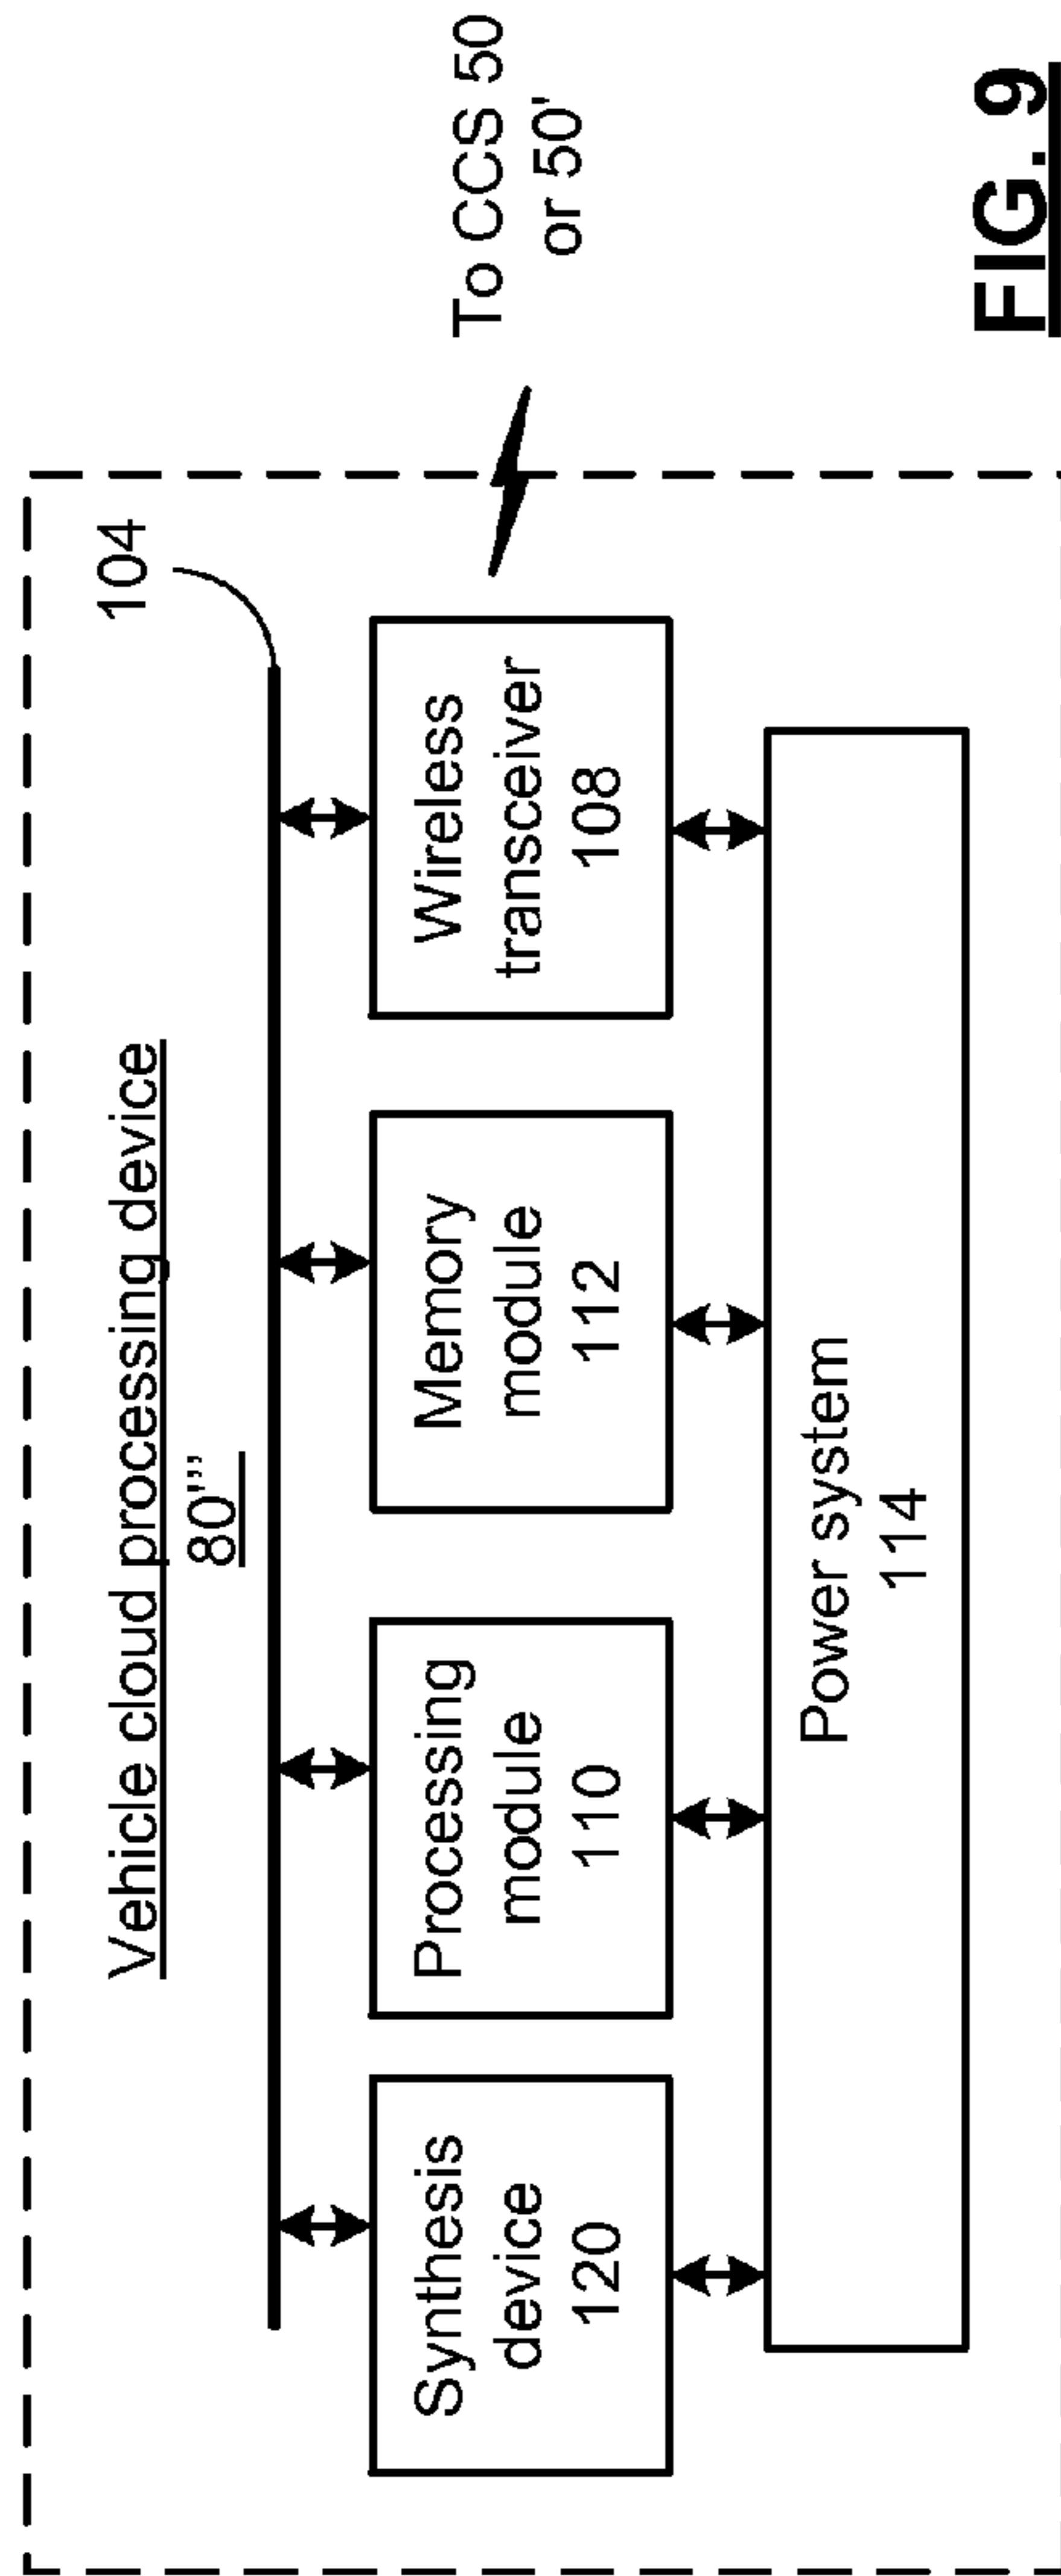 Vehicle cloud processing device
80'''
104
Synthesis
device
120
Processing
module
110
Memory
module
112
Wireless
transceiver
108
To CCS 50
or 50'
Power system
114
FIG. 9